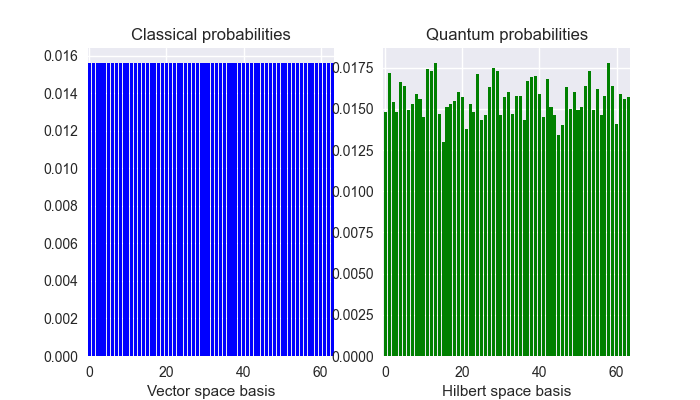 Classical probabilities
0.016
0.014
0.012
0.010
0.008
0.006
0.004
0.002
0.000
0 20 40 60
Vector space basis
Quantum probabilities
0.0175
0.0150
0.0125
0.0100
0.0075
0.0050
0.0025
0.0000
0 20 40 60
Hilbert space basis